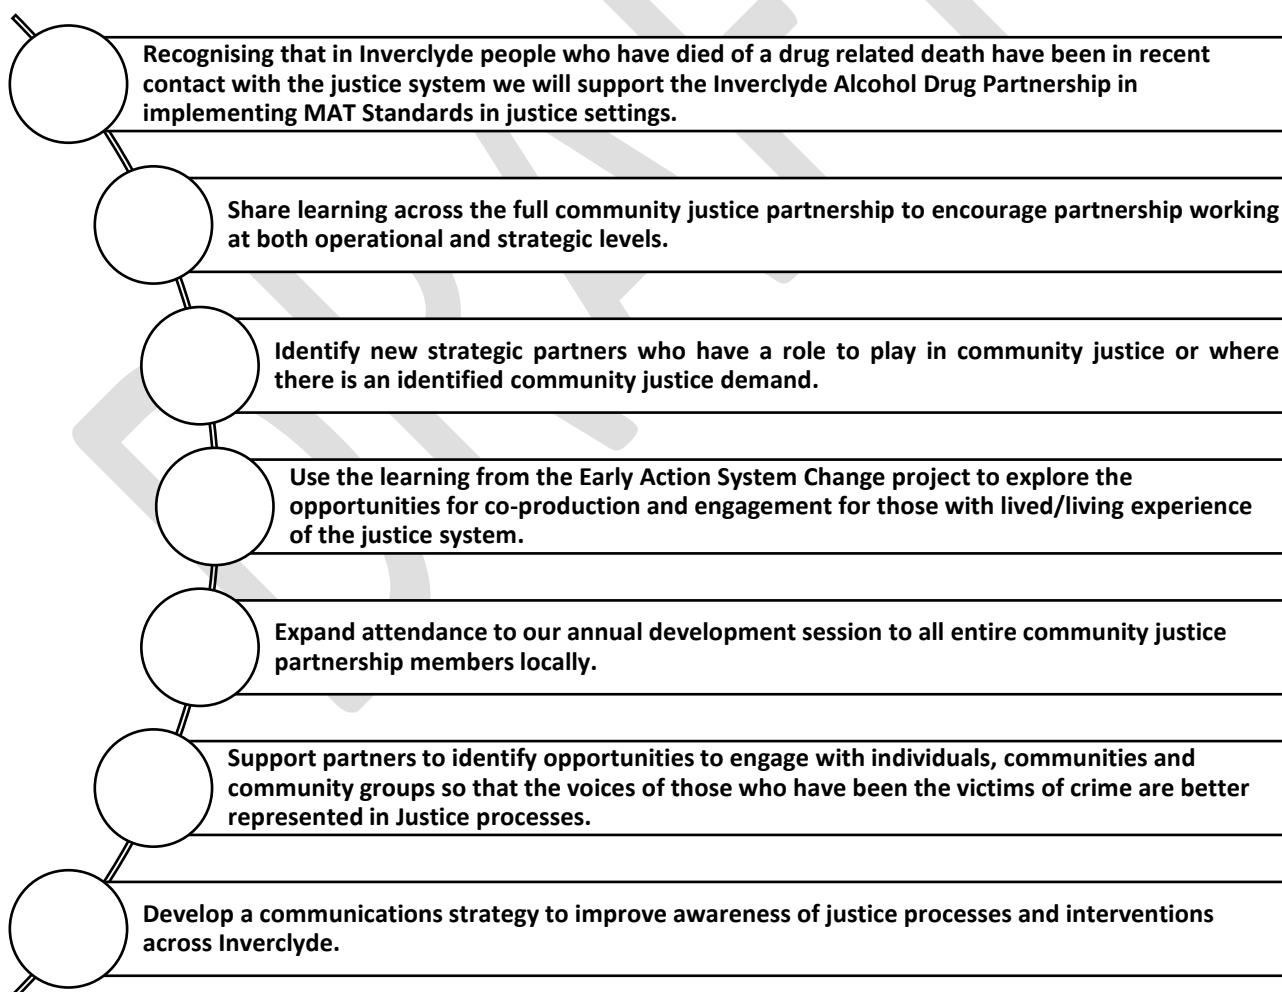 Recognising that in Inverclyde people who have died of a drug related death have been in recent
contact with the justice system we will support the Inverclyde Alcohol Drug Partnership in
implementing MAT Standards in justice settings.
Share learning across the full community justice partnership to encourage partnership working
at both operational and strategic levels.
Identify new strategic partners who have a role to play in community justice or where
there is an identified community justice demand.
Use the learning from the Early Action System Change project to explore the
opportunities for co-production and engagement for those with lived/living experience
of the justice system.
Expand attendance to our annual development session to all entire community justice
partnership members locally.
Support partners to identify opportunities to engage with individuals, communities and
community groups so that the voices of those who have been the victims of crime are better
represented in Justice processes.
Develop a communications strategy to improve awareness of justice processes and interventions
across Inverclyde.
DRAFT